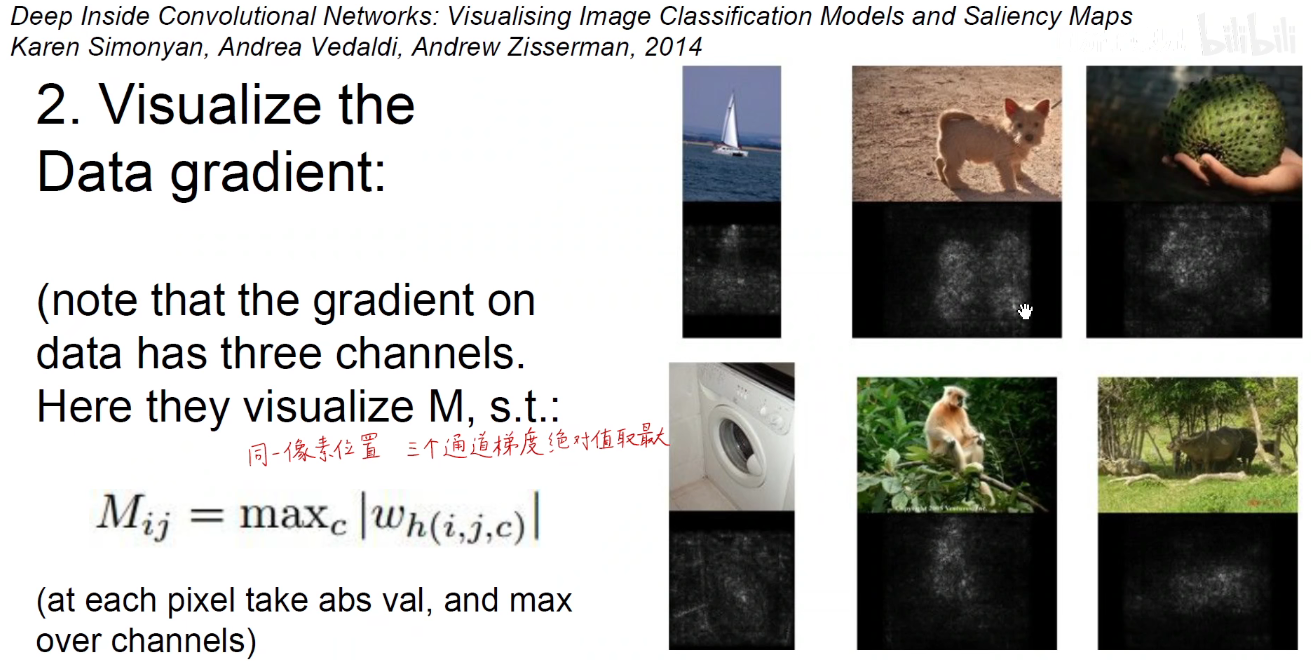 Deep Inside Convolutional Networks: Visualising Image Classification Models and Saliency Maps
Karen Simonyan, Andrea Vedaldi, Andrew Zisserman, 2014
bilibili
2. Visualize the
Data gradient:
(note that the gradient on
data has three channels.
Here they visualize M, s.t.:
同一像素位置 三个通道梯度绝对值取最大
M_{ij} = max_c |w_{h(i,j,c)}|
(at each pixel take abs val, and max
over channels)